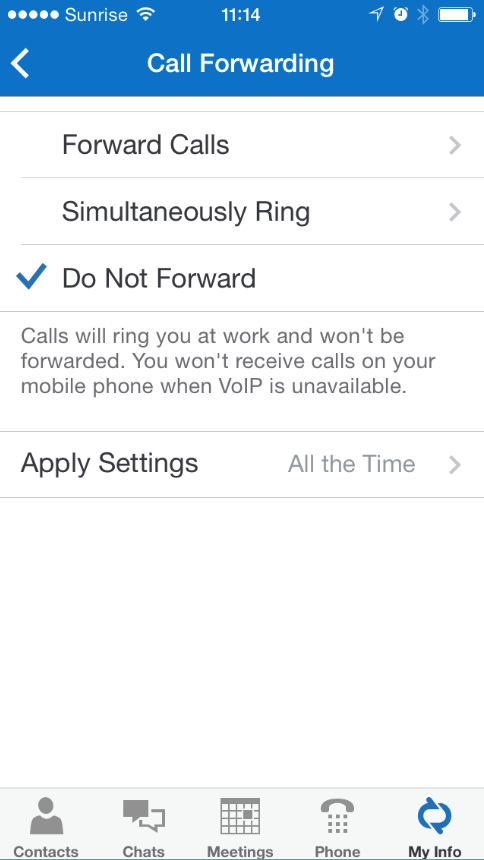 Sunrise 11:14
Call Forwarding
Forward Calls
Simultaneously Ring
Do Not Forward
Calls will ring you at work and won't be
forwarded. You won't receive calls on your
mobile phone when VoIP is unavailable.
Apply Settings All the Time
Contacts Chats Meetings Phone My Info